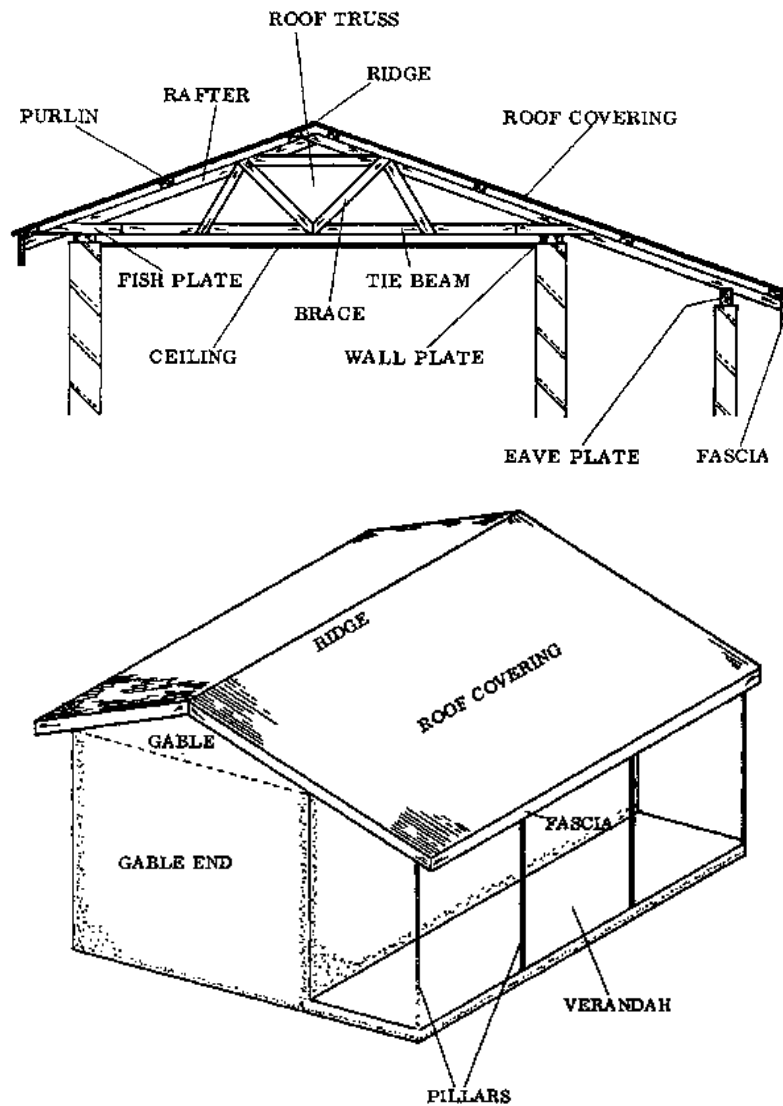 ROOF TRUSS
RIDGE
RAFTER
PURLIN
ROOF COVERING
FISH PLATE
TIE BEAM
BRACE
CEILING
WALL PLATE
EAVE PLATE
FASCIA
RIDGE
ROOF COVERING
GABLE
FASCIA
GABLE END
VERANDAH
PILLARS